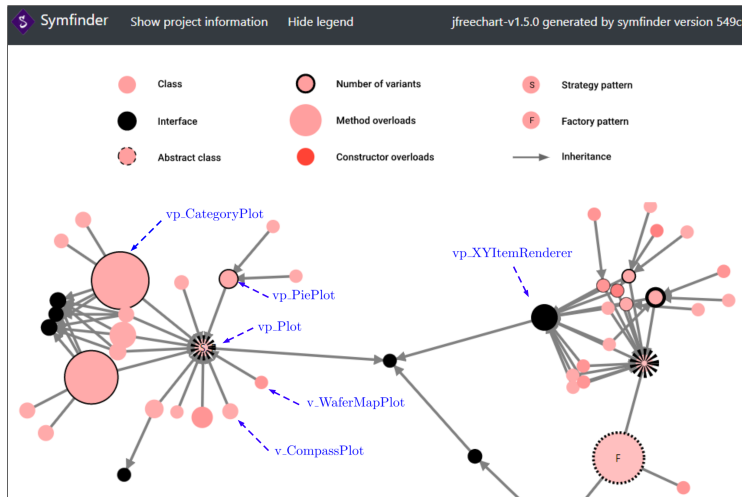 Symfinder Show project information Hide legend jfreechart-v1.5.0 generated by symfinder version 549c
Class Number of variants S Strategy pattern
Interface Method overloads F Factory pattern
Abstract class Constructor overloads Inheritance
vp_CategoryPlot
vp_XYItemRenderer
vp_PiePlot
vp_Plot
S
v_WaferMapPlot
v_CompassPlot
F